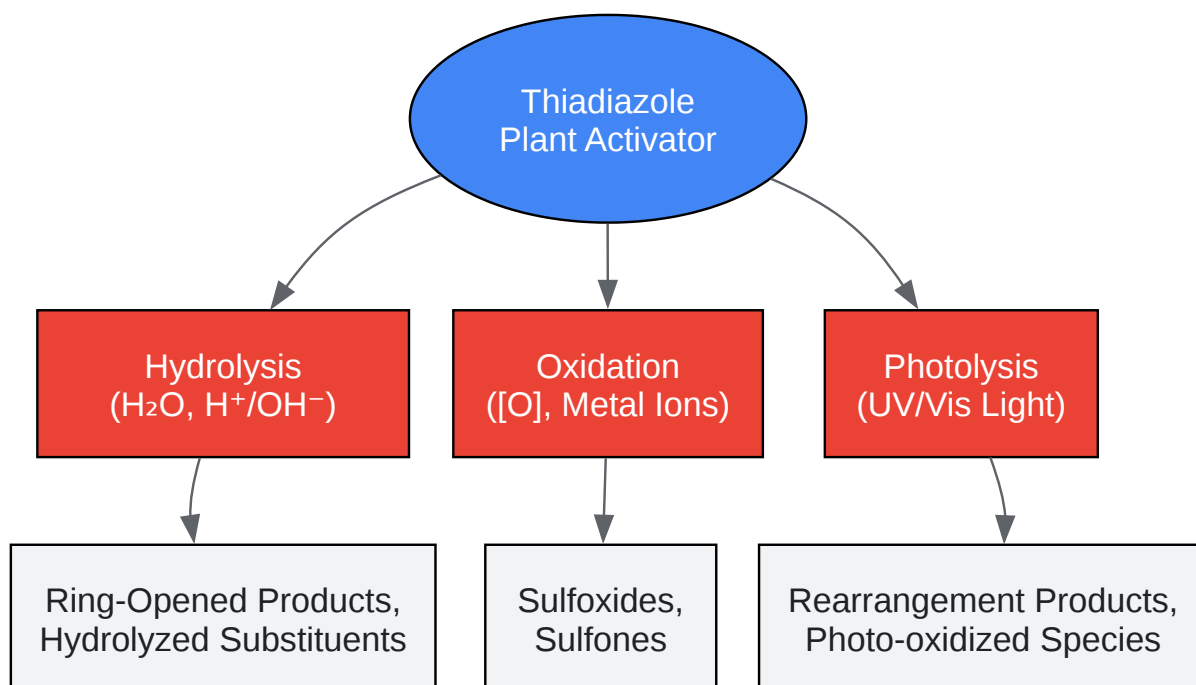 Thiadiazole
Plant Activator
Hydrolysis
(H₂O, H⁺/OH⁻)
Oxidation
([O], Metal Ions)
Photolysis
(UV/Vis Light)
Ring-Opened Products,
Hydrolyzed Substituents
Sulfoxides,
Sulfones
Rearrangement Products,
Photo-oxidized Species